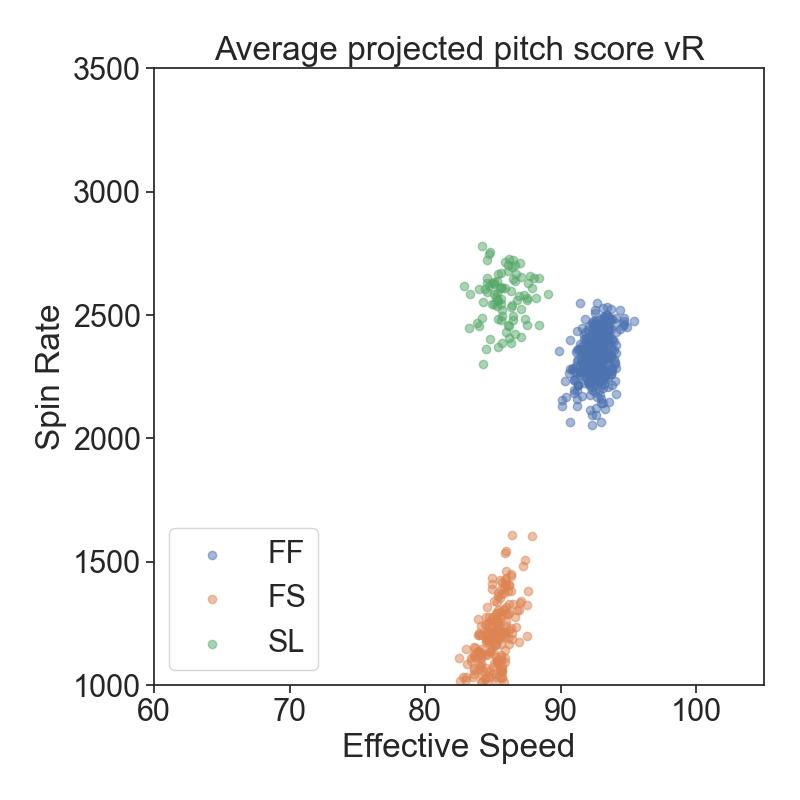 Average projected pitch score vR
3500
3000
2500
2000
1500
1000
Spin Rate
FF
FS
SL
60 70 80 90 100
Effective Speed